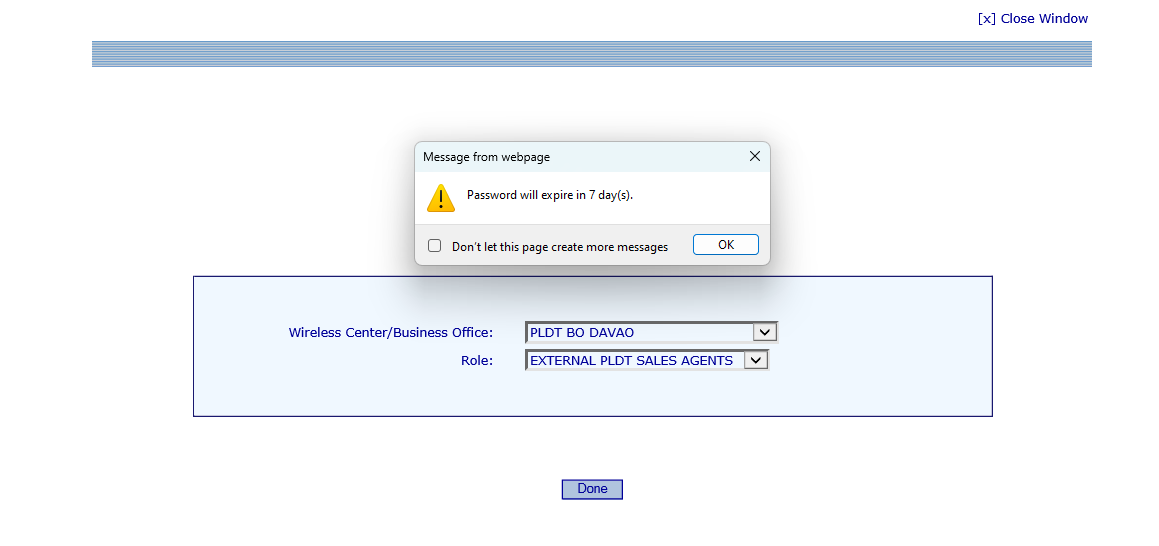 [x] Close Window
Message from webpage
Password will expire in 7 day(s).
Don't let this page create more messages
OK
Wireless Center/Business Office: PLDT BO DAVAO
Role: EXTERNAL PLDT SALES AGENTS
Done